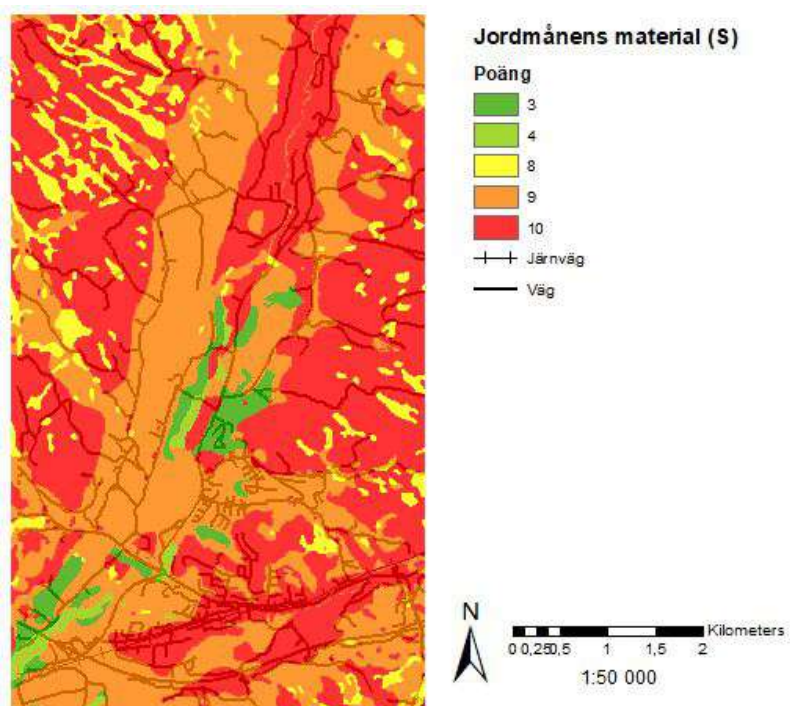 Jordmånens material (S)
Poäng
3
4
8
9
10
Järnväg
Väg
N
0 0,250,5 1 1,5 2 Kilometers
1:50 000